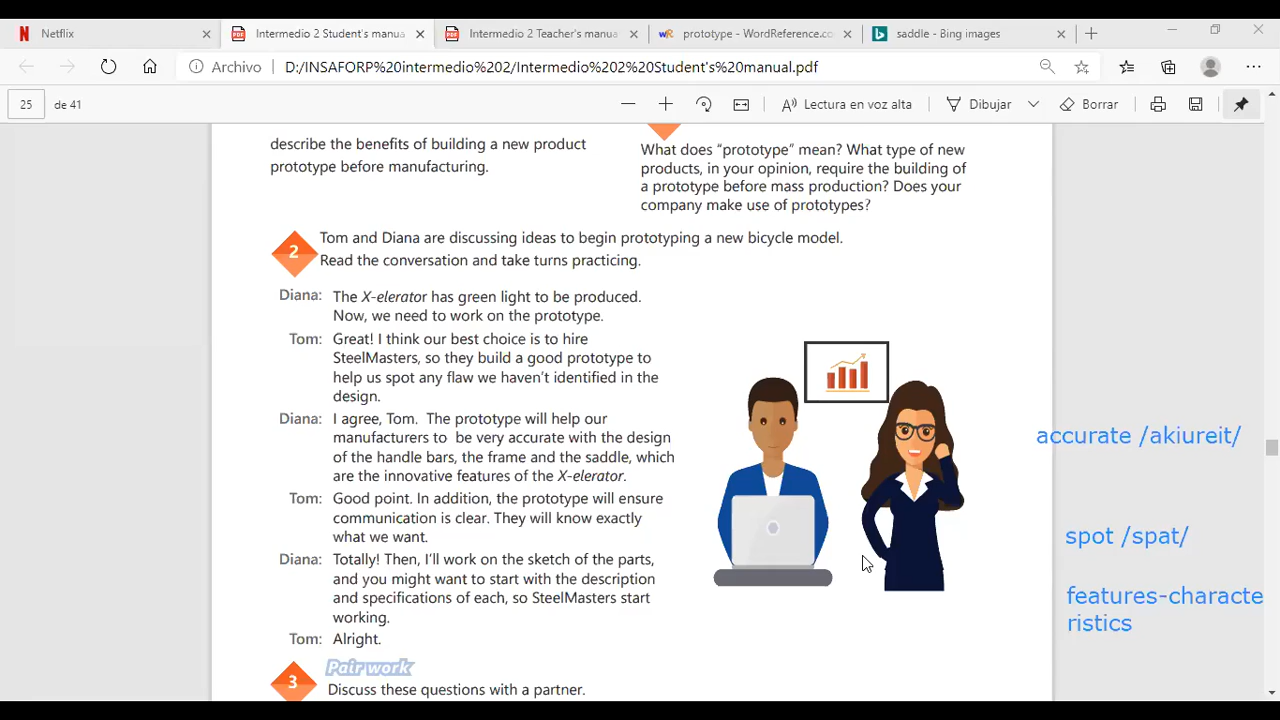 Netflix
Intermedio 2 Student's manua
Intermedio 2 Teacher's manua
prototype - WordReference.co
saddle - Bing images
Archivo
D:/INSAFORP%20intermedio%202/Intermedio%202%20Student's%20manual.pdf
25
de 41
Lectura en voz alta
Dibujar
Borrar
describe the benefits of building a new product
prototype before manufacturing.
What does “prototype” mean? What type of new
products, in your opinion, require the building of
a prototype before mass production? Does your
company make use of prototypes?
2
Tom and Diana are discussing ideas to begin prototyping a new bicycle model.
Read the conversation and take turns practicing.
Diana: The X-elerator has green light to be produced.
Now, we need to work on the prototype.
Tom: Great! I think our best choice is to hire
SteelMasters, so they build a good prototype to
help us spot any flaw we haven’t identified in the
design.
Diana: I agree, Tom. The prototype will help our
manufacturers to be very accurate with the design
of the handle bars, the frame and the saddle, which
are the innovative features of the X-elerator.
Tom: Good point. In addition, the prototype will ensure
communication is clear. They will know exactly
what we want.
Diana: Totally! Then, I’ll work on the sketch of the parts,
and you might want to start with the description
and specifications of each, so SteelMasters start
working.
Tom: Alright.
accurate /akiureit/
spot /spat/
features-characte
ristics
Pair work
3
Discuss these questions with a partner.